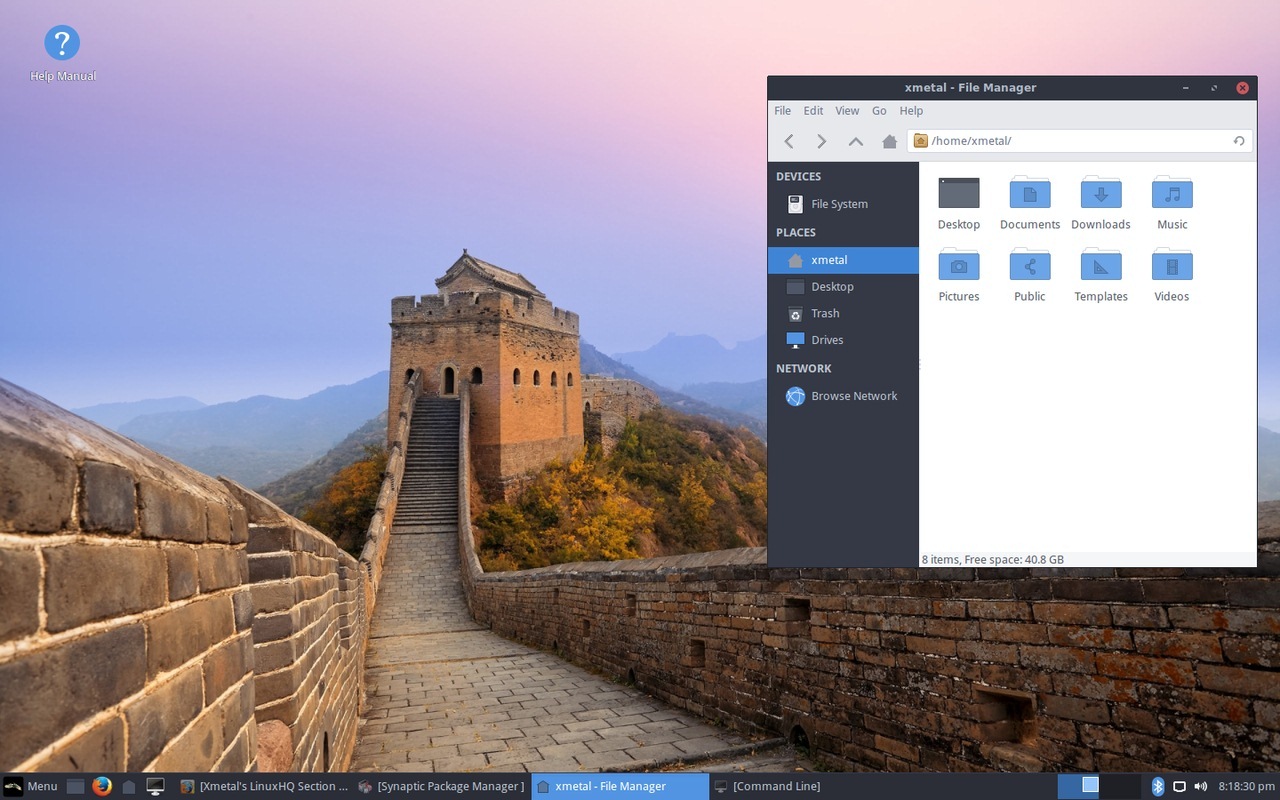 Help Manual
xmetal - File Manager
File Edit View Go Help
/home/xmetal/
DEVICES
File System
PLACES
xmetal
Desktop
Trash
Drives
NETWORK
Browse Network
Desktop Documents Downloads Music
Pictures Public Templates Videos
8 items, Free space: 40.8 GB
Menu [Xmetal's LinuxHQ Section ... [Synaptic Package Manager ] xmetal - File Manager [Command Line] 8:18:30 pm